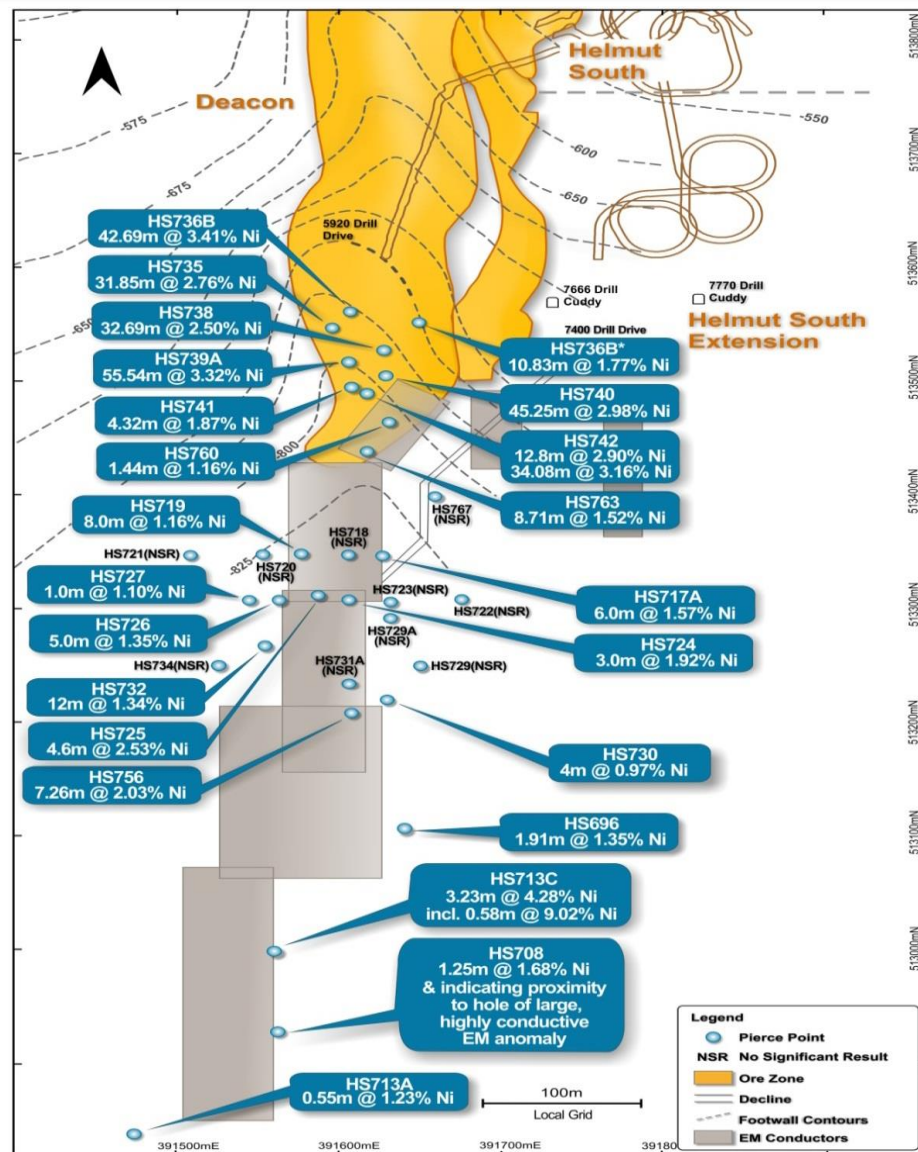 Helmut
South
Deacon
-575
-550
-600
-675
-650
5920 Drill
Drive
HS736B
42.69m @ 3.41% Ni
HS735
31.85m @ 2.76% Ni
HS738
32.69m @ 2.50% Ni
HS739A
55.54m @ 3.32% Ni
HS741
4.32m @ 1.87% Ni
HS760
1.44m @ 1.16% Ni
-650
-800
7666 Drill
Cuddy
7770 Drill
Cuddy
7400 Drill Drive
Helmut South
Extension
HS736B*
10.83m @ 1.77% Ni
HS740
45.25m @ 2.98% Ni
HS742
12.8m @ 2.90% Ni
34.08m @ 3.16% Ni
HS763
8.71m @ 1.52% Ni
HS767
(NSR)
HS719
8.0m @ 1.16% Ni
HS718
(NSR)
HS721(NSR)
HS720
(NSR)
-825
HS727
1.0m @ 1.10% Ni
HS723(NSR)
HS722(NSR)
HS717A
6.0m @ 1.57% Ni
HS726
5.0m @ 1.35% Ni
HS729A
(NSR)
HS724
3.0m @ 1.92% Ni
HS734(NSR)
HS731A
(NSR)
HS729(NSR)
HS732
12m @ 1.34% Ni
HS725
4.6m @ 2.53% Ni
HS756
7.26m @ 2.03% Ni
HS730
4m @ 0.97% Ni
HS696
1.91m @ 1.35% Ni
HS713C
3.23m @ 4.28% Ni
incl. 0.58m @ 9.02% Ni
HS708
1.25m @ 1.68% Ni
& indicating proximity
to hole of large,
highly conductive
EM anomaly
HS713A
0.55m @ 1.23% Ni
100m
Local Grid
Legend
Pierce Point
NSR No Significant Result
Ore Zone
Decline
Footwall Contours
EM Conductors
391500mE
391600mE
391700mE
3918
513800mN
513700mN
513600mN
513500mN
513400mN
513300mN
513200mN
513100mN
513000mN